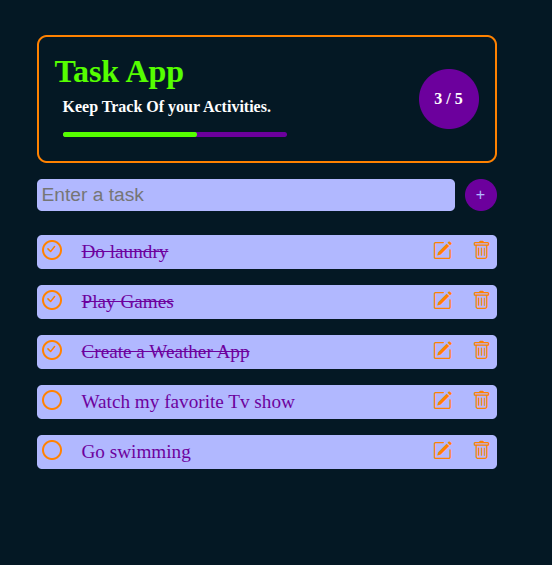 Task App
Keep Track Of your Activities.
3 / 5
Enter a task
+
Do laundry
Play Games
Create a Weather App
Watch my favorite Tv show
Go swimming